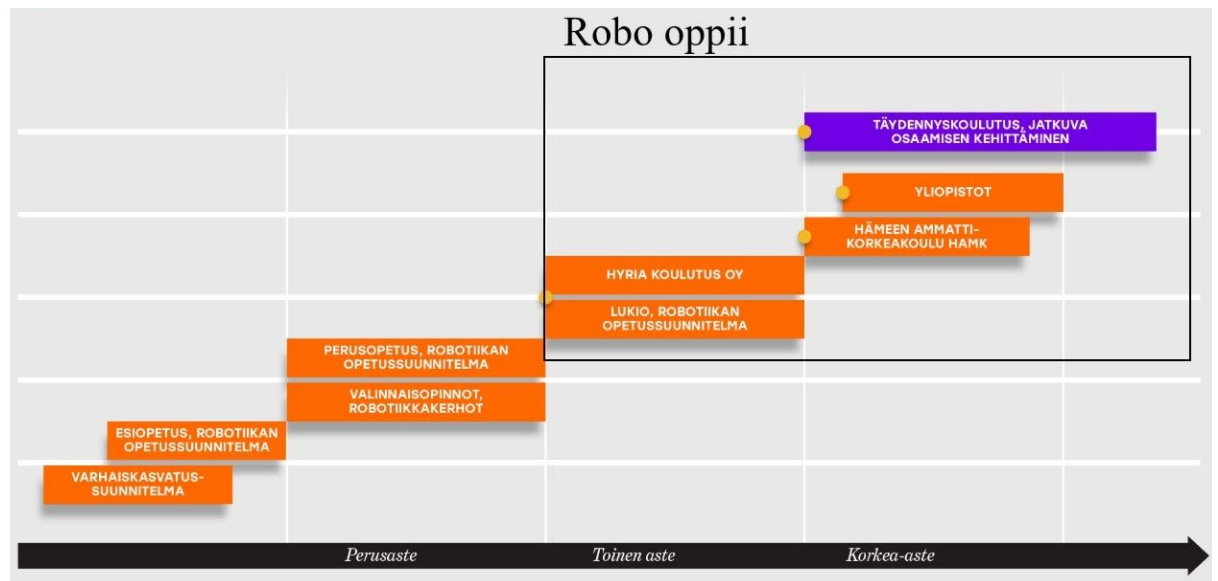 Robo oppii
TÄYDENNYSKOULUTUS, JATKUVA
OSAAMISEN KEHITTÄMINEN
YLIOPISTOT
HÄMEEN AMMATTI-
KORKEAKOULU HAMK
HYRIA KOULUTUS OY
LUKIO, ROBOTIIKAN
OPETUSSUUNNITELMA
PERUSOPETUS, ROBOTIIKAN
OPETUSSUUNNITELMA
VALINNAISOPINNOT,
ROBOTIIKKAKERHOT
ESIOPETUS, ROBOTIIKAN
OPETUSSUUNNITELMA
VARHAISKASVATUS-
SUUNNITELMA
Perusaste Toinen aste Korkea-aste